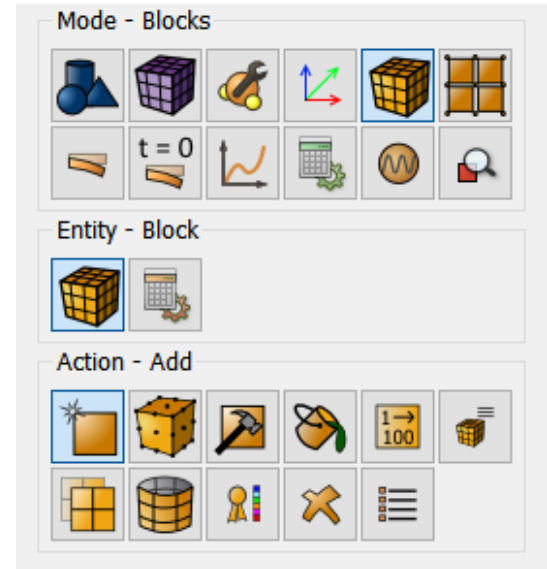 Mode - Blocks
t = 0
Entity - Block
Action - Add
1→
100